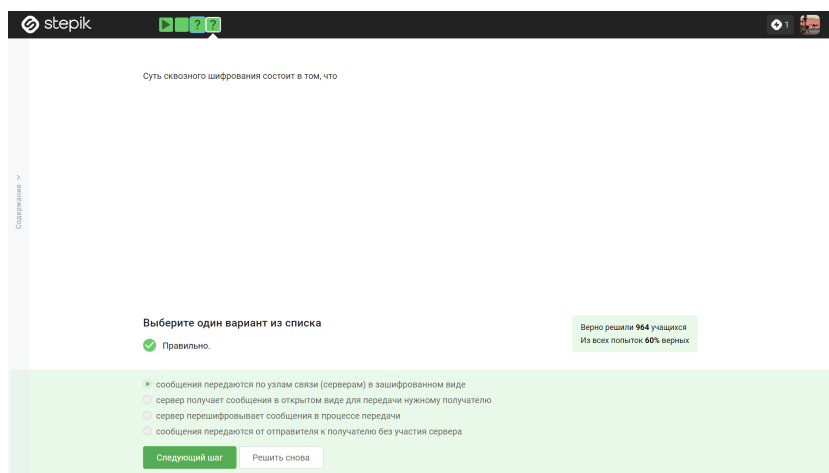 stepik
? ?
1
Суть сквозного шифрования состоит в том, что
Содержание
Выберите один вариант из списка
Правильно.
Верно решили 964 учащихся
Из всех попыток 60% верных
сообщения передаются по узлам связи (серверам) в зашифрованном виде
сервер получает сообщения в открытом виде для передачи нужному получателю
сервер перешифровывает сообщения в процессе передачи
сообщения передаются от отправителя к получателю без участия сервера
Следующий шаг
Решить снова